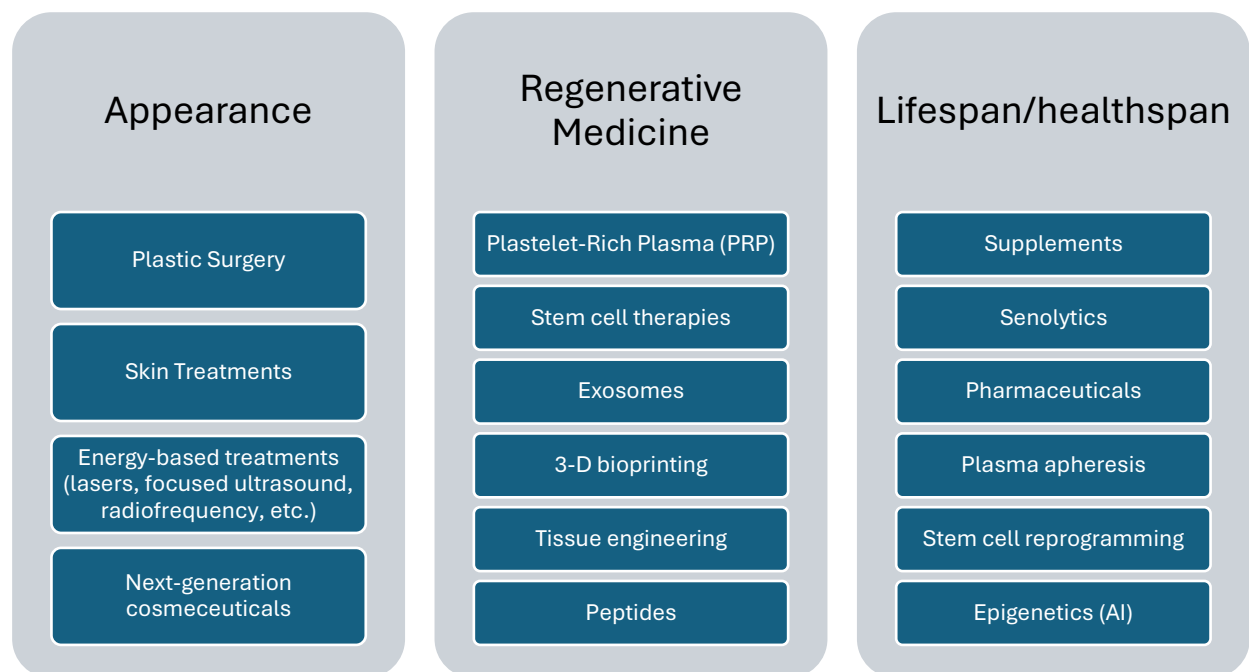 Appearance
Plastic Surgery
Skin Treatments
Energy-based treatments
(lasers, focused ultrasound,
radiofrequency, etc.)
Next-generation
cosmeceuticals
Regenerative
Medicine
Plastelet-Rich Plasma (PRP)
Stem cell therapies
Exosomes
3-D bioprinting
Tissue engineering
Peptides
Lifespan/healthspan
Supplements
Senolytics
Pharmaceuticals
Plasma apheresis
Stem cell reprogramming
Epigenetics (AI)